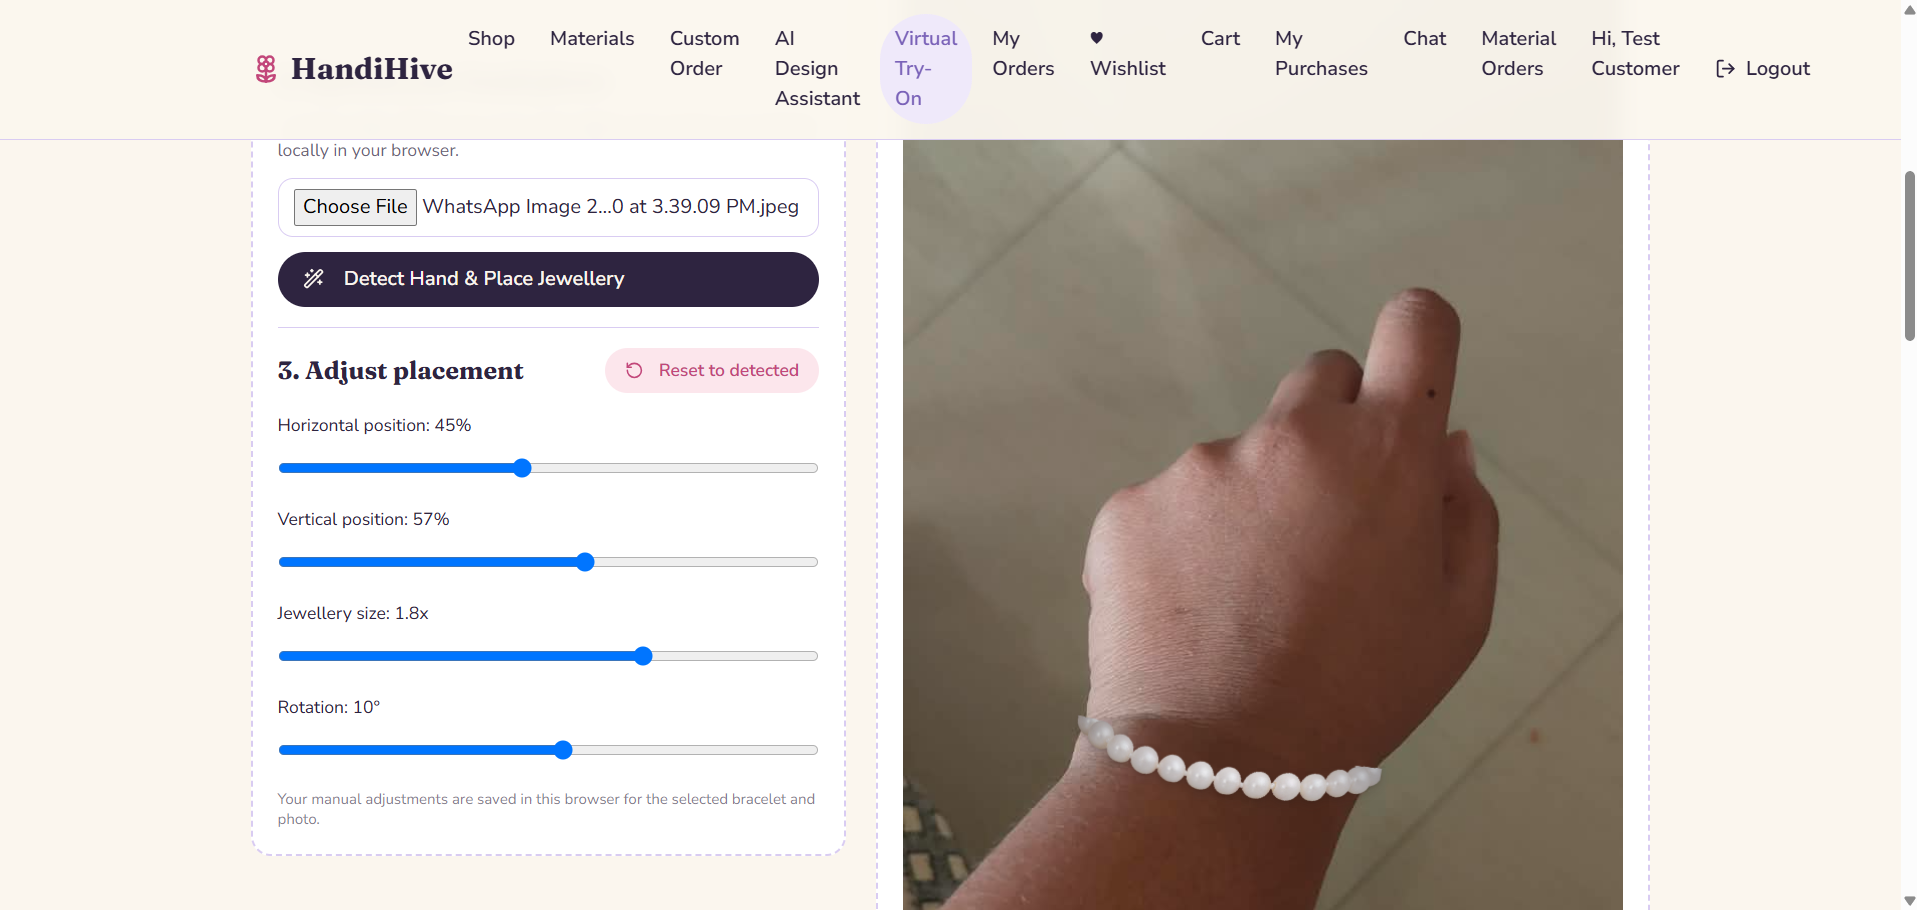 HandiHive
Shop
Materials
Custom
Order
AI
Design
Assistant
Virtual
Try-
On
My
Orders
♥
Wishlist
Cart
My
Purchases
Chat
Material
Orders
Hi, Test
Customer
Logout
locally in your browser.
Choose File WhatsApp Image 2...0 at 3.39.09 PM.jpeg
Detect Hand & Place Jewellery
3. Adjust placement
Reset to detected
Horizontal position: 45%
Vertical position: 57%
Jewellery size: 1.8x
Rotation: 10°
Your manual adjustments are saved in this browser for the selected bracelet and
photo.